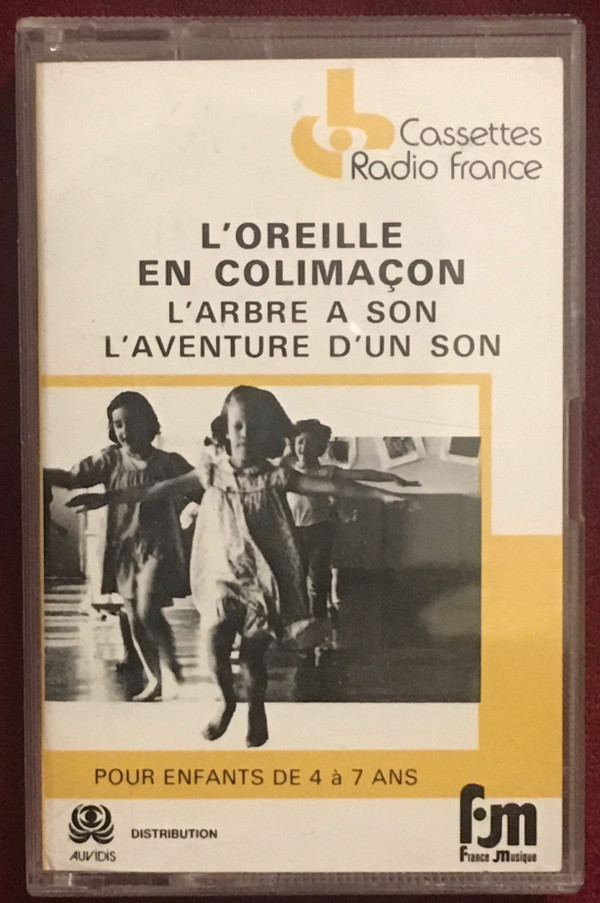 Cassettes
Radio France
L'OREILLE
EN COLIMAÇON
L'ARBRE A SON
L'AVENTURE D'UN SON
POUR ENFANTS DE 4 à 7 ANS
AUVIDIS
DISTRIBUTION
F.M
France Musique